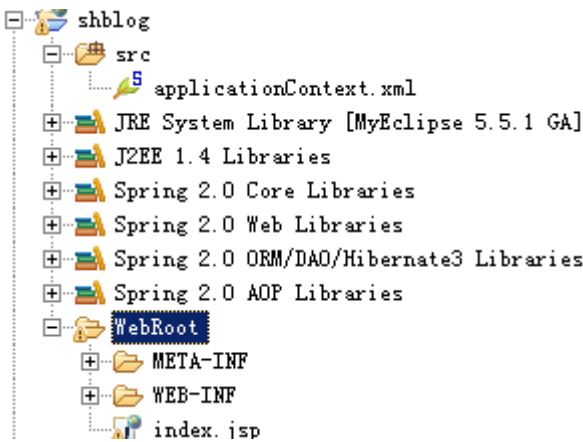 shblog
src
applicationContext.xml
JRE System Library [MyEclipse 5.5.1 GA]
J2EE 1.4 Libraries
Spring 2.0 Core Libraries
Spring 2.0 Web Libraries
Spring 2.0 ORM/DAO/Hibernate3 Libraries
Spring 2.0 AOP Libraries
WebRoot
META-INF
WEB-INF
index.jsp